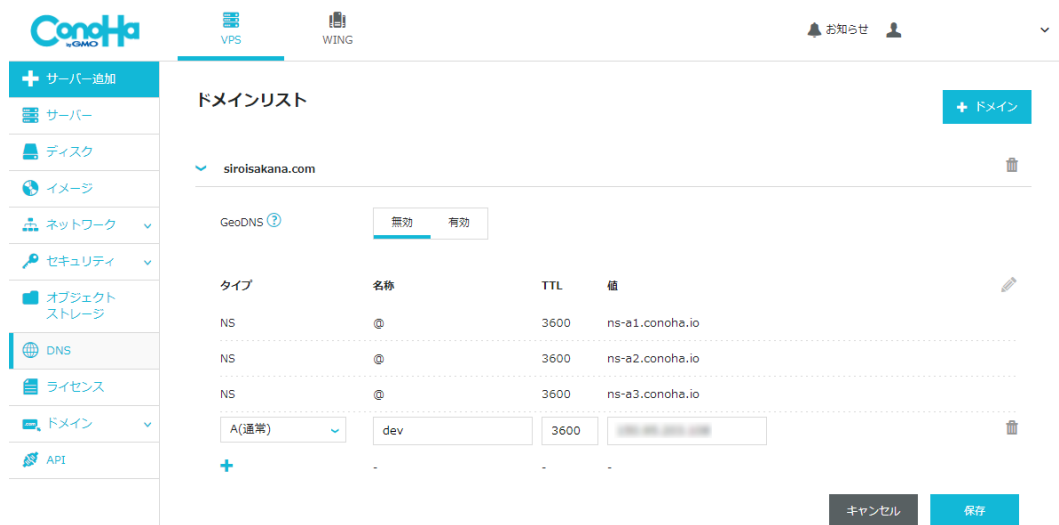 ConoHa
by GMO
VPS
WING
お知らせ
サーバー追加
サーバー
ディスク
イメージ
ネットワーク
セキュリティ
オブジェクト
ストレージ
DNS
ライセンス
ドメイン
API
ドメインリスト
ドメイン
siroisakana.com
GeoDNS ?
無効 有効
タイプ 名称 TTL 値
NS @ 3600 ns-a1.conoha.io
NS @ 3600 ns-a2.conoha.io
NS @ 3600 ns-a3.conoha.io
A(通常) dev 3600
+ - - -
キャンセル 保存